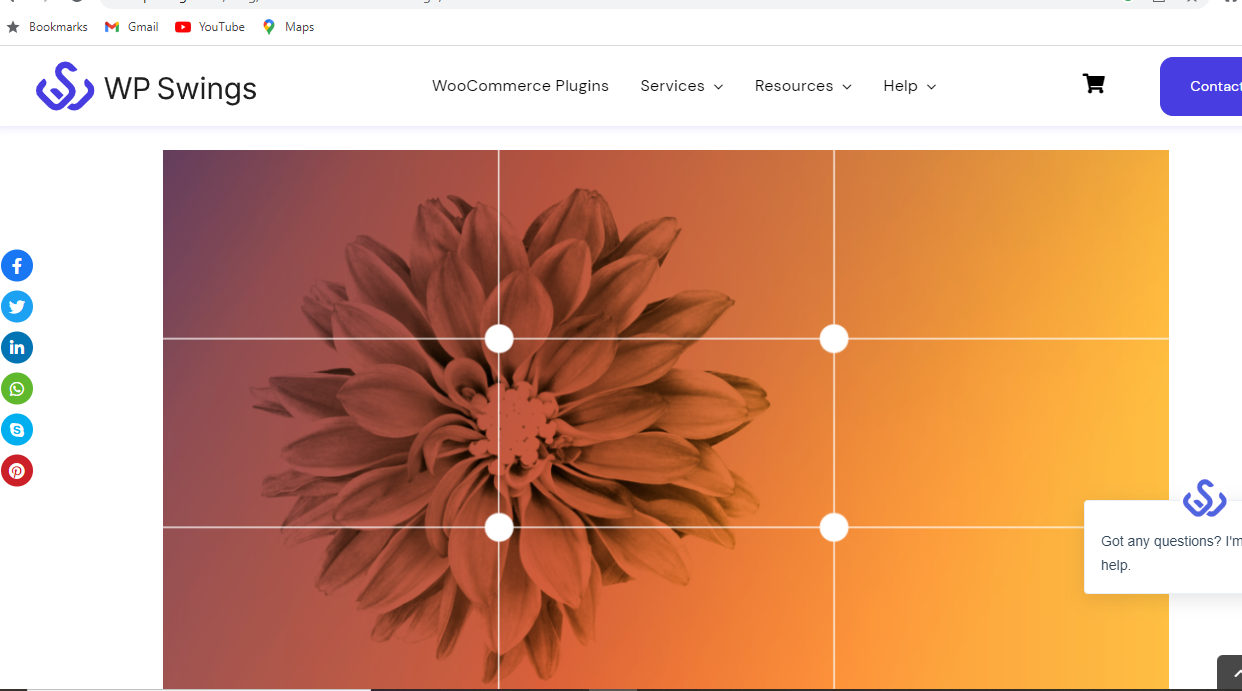 Bookmarks Gmail YouTube Maps
WP Swings WooCommerce Plugins Services Resources Help Contact
Got any questions? I'm
help.